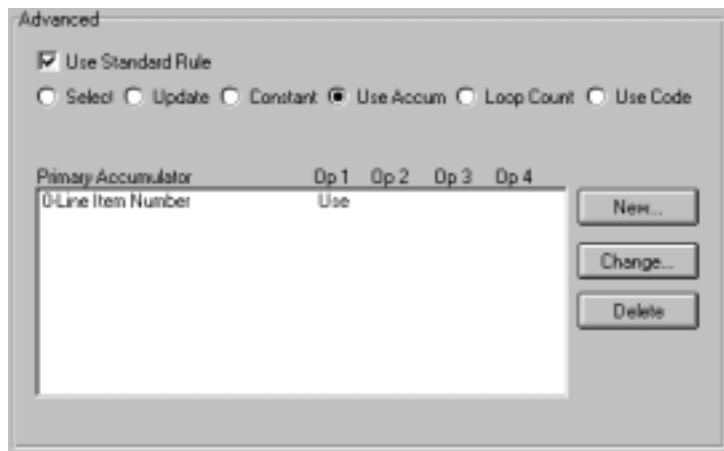 Advanced
Use Standard Rule
Select Update Constant Use Accum Loop Count Use Code
Primary Accumulator Op 1 Op 2 Op 3 Op 4
0-Line Item Number Use
New...
Change...
Delete